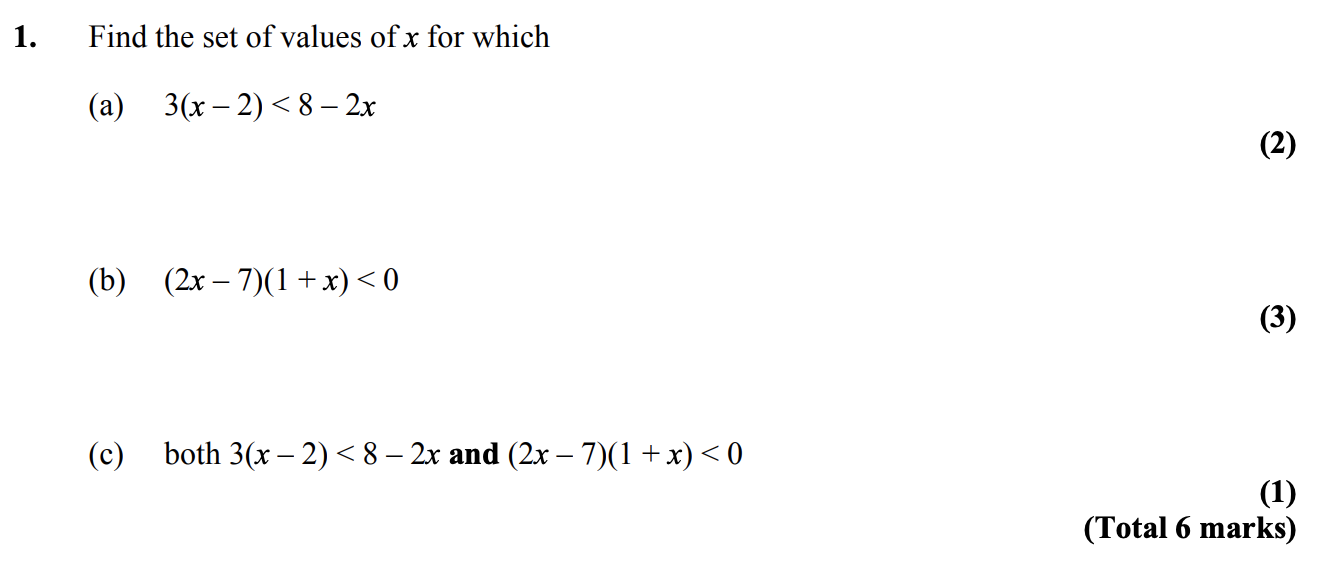 1. Find the set of values of x for which
(a) 3(x – 2) < 8 – 2x
(2)
(b) (2x – 7)(1 + x) < 0
(3)
(c) both 3(x – 2) < 8 – 2x and (2x – 7)(1 + x) < 0
(1)
(Total 6 marks)